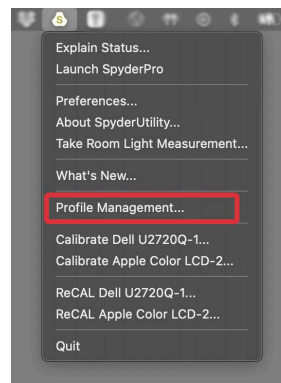 S
Explain Status...
Launch SpyderPro
Preferences...
About SpyderUtility...
Take Room Light Measurement...
What's New...
Profile Management...
Calibrate Dell U2720Q-1...
Calibrate Apple Color LCD-2...
ReCAL Dell U2720Q-1...
ReCAL Apple Color LCD-2...
Quit